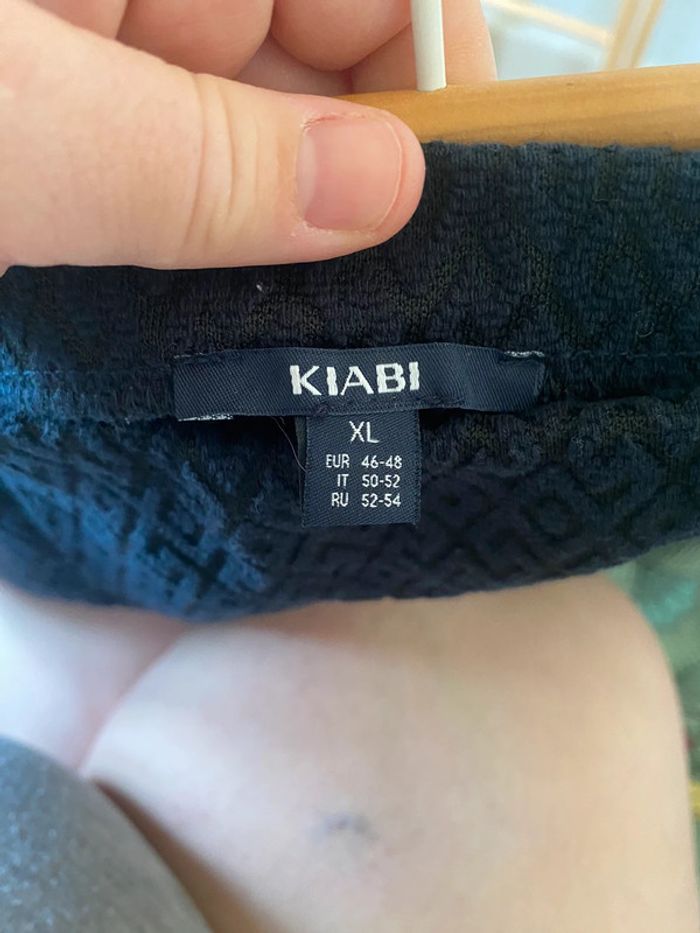 KIABI
XL
EUR 46-48
IT 50-52
RU 52-54